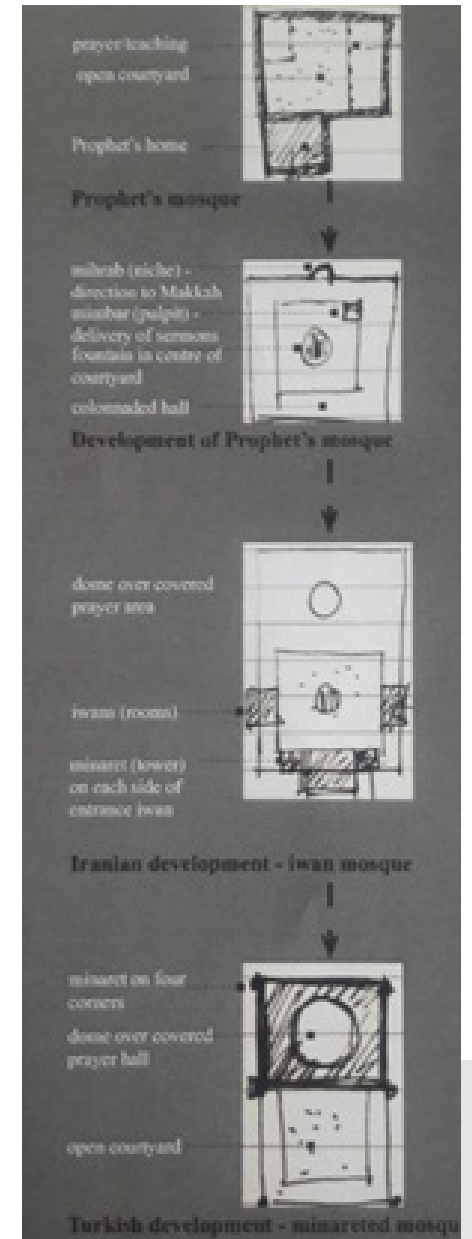 prayer/teaching
open courtyard
Prophet's home
Prophet's mosque
mihrab (niche) -
direction to Makkah
mimbar (pulpit) -
delivery of sermons
fountain in centre of
courtyard
colonnaded hall
Development of Prophet's mosque
dome over covered
prayer area
iwans (rooms)
minaret (tower)
on each side of
entrance iwan
Iranian development - iwan mosque
minaret on four
corners
dome over covered
prayer hall
open courtyard
Turkish development - minareted mosqu